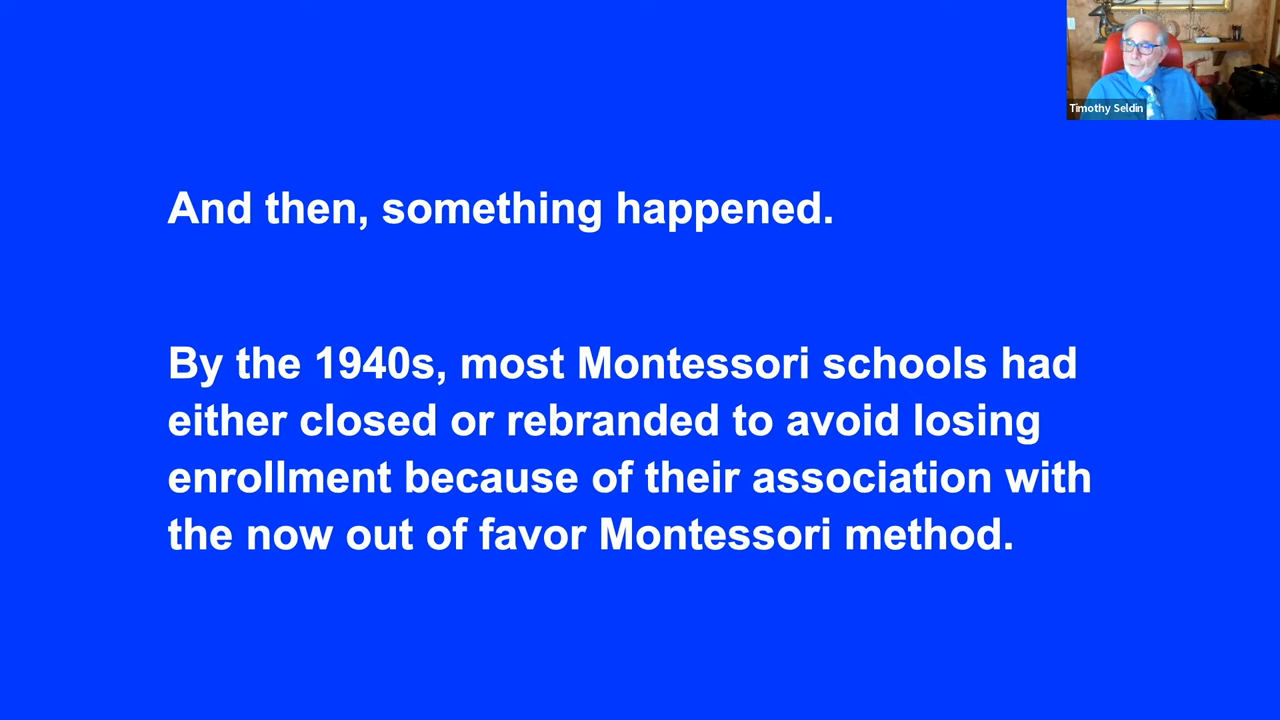 Timothy Seldin
And then, something happened.
By the 1940s, most Montessori schools had
either closed or rebranded to avoid losing
enrollment because of their association with
the now out of favor Montessori method.